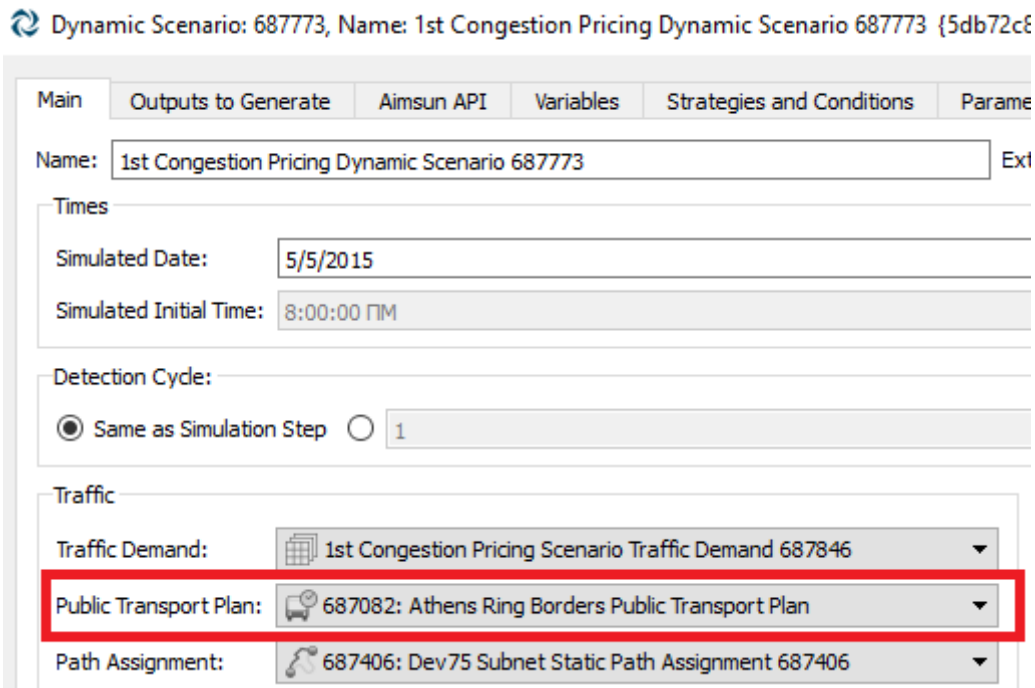 Dynamic Scenario: 687773, Name: 1st Congestion Pricing Dynamic Scenario 687773 {5db72c8
Main Outputs to Generate Aimsun API Variables Strategies and Conditions Parame
Name: 1st Congestion Pricing Dynamic Scenario 687773 Ext
Times
Simulated Date: 5/5/2015
Simulated Initial Time: 8:00:00 ΠΜ
Detection Cycle:
Same as Simulation Step 1
Traffic
Traffic Demand: 1st Congestion Pricing Scenario Traffic Demand 687846
Public Transport Plan: 687082: Athens Ring Borders Public Transport Plan
Path Assignment: 687406: Dev75 Subnet Static Path Assignment 687406